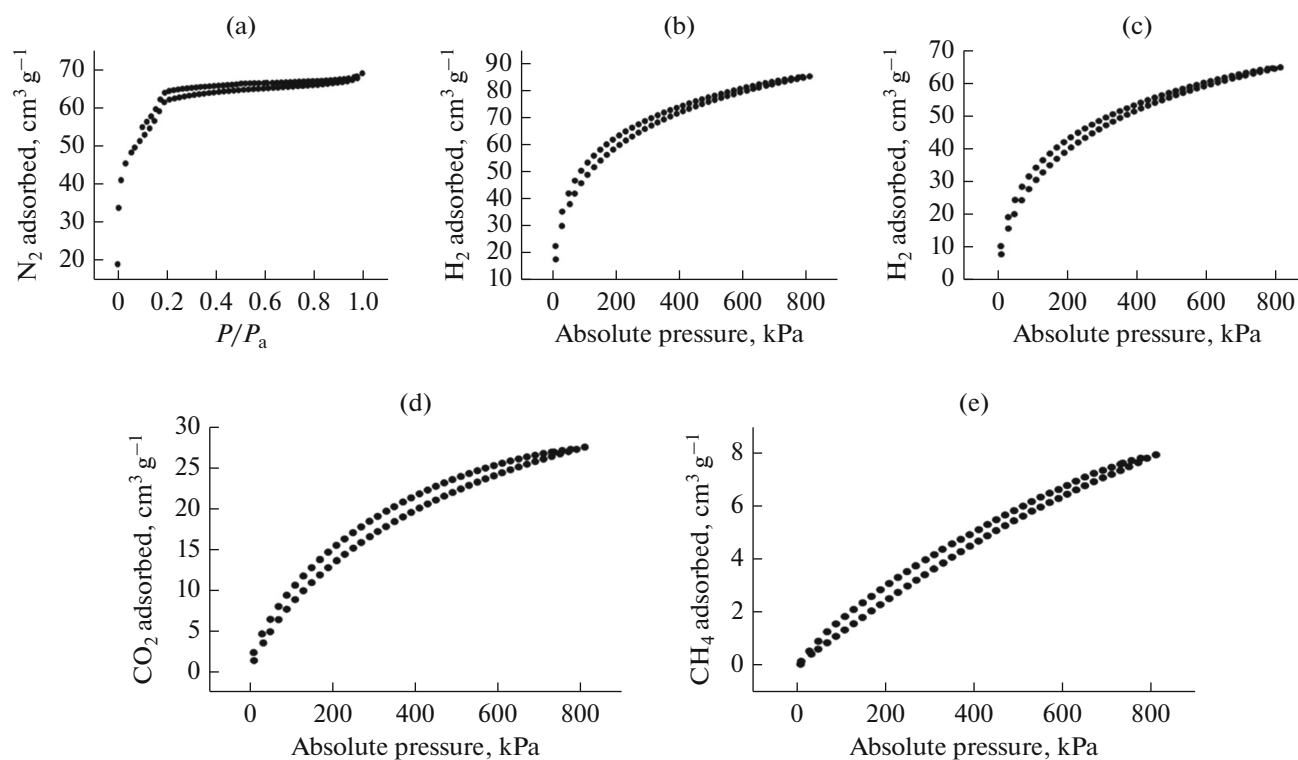 (a)
N₂ adsorbed, cm³ g⁻¹
70
60
50
40
30
20
0 0.2 0.4 0.6 0.8 1.0
P/Pₐ
(b)
H₂ adsorbed, cm³ g⁻¹
90
80
70
60
50
40
30
20
10
0 200 400 600 800
Absolute pressure, kPa
(c)
H₂ adsorbed, cm³ g⁻¹
70
60
50
40
30
20
10
0
0 200 400 600 800
Absolute pressure, kPa
(d)
CO₂ adsorbed, cm³ g⁻¹
30
25
20
15
10
5
0
0 200 400 600 800
Absolute pressure, kPa
(e)
CH₄ adsorbed, cm³ g⁻¹
8
6
4
2
0
0 200 400 600 800
Absolute pressure, kPa